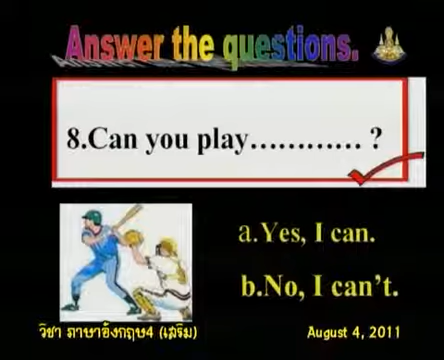 Answer the questions.
8.Can you play………… ?
a.Yes, I can.
b.No, I can't.
วิชา ภาษาอังกฤษ4 (เสริม)
August 4, 2011